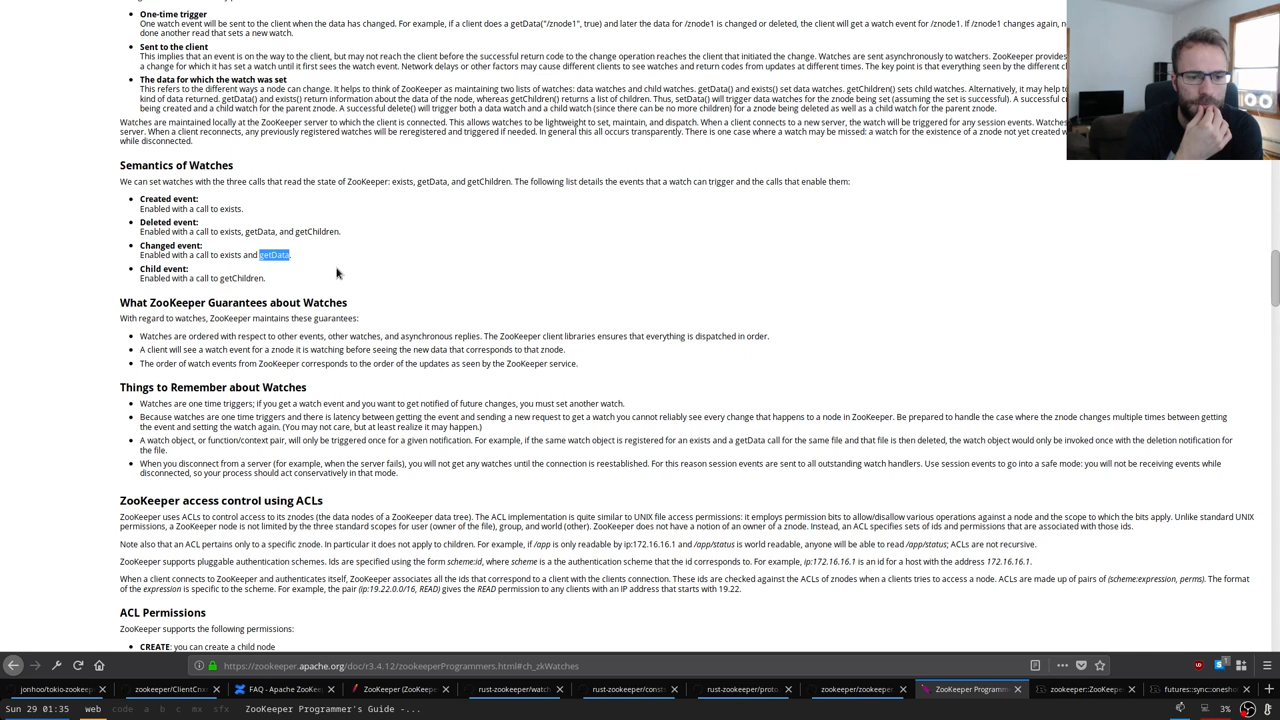 One-time trigger
One watch event will be sent to the client when the data has changed. For example, if a client does a getData("/znode1", true) and later the data for /znode1 is changed or deleted, the client will get a watch event for /znode1. If /znode1 changes again, n
done another read that sets a new watch.
Sent to the client
This implies that an event is on the way to the client, but may not reach the client before the successful return code to the change operation reaches the client that initiated the change. Watches are sent asynchronously to watchers. ZooKeeper provides
a change for which it has set a watch until it first sees the watch event. Network delays or other factors may cause different clients to see watches and return codes from updates at different times. The key point is that everything seen by the different cl
The data for which the watch was set
This refers to the different ways a node can change. It helps to think of ZooKeeper as maintaining two lists of watches: data watches and child watches. getData() and exists() set data watches. getChildren() sets child watches. Alternatively, it may help to
kind of data returned. getData() and exists() return information about the data of the node, whereas getChildren() returns a list of children. Thus, setData() will trigger data watches for the znode being set (assuming the set is successful). A successful cr
being created and a child watch for the parent znode. A successful delete() will trigger both a data watch and a child watch (since there can be no more children) for a znode being deleted as well as a child watch for the parent znode.
Watches are maintained locally at the ZooKeeper server to which the client is connected. This allows watches to be lightweight to set, maintain, and dispatch. When a client connects to a new server, the watch will be triggered for any session events. Watches
server. When a client reconnects, any previously registered watches will be reregistered and triggered if needed. In general this all occurs transparently. There is one case where a watch may be missed: a watch for the existence of a znode not yet created w
while disconnected.
Semantics of Watches
We can set watches with the three calls that read the state of ZooKeeper: exists, getData, and getChildren. The following list details the events that a watch can trigger and the calls that enable them:
Created event:
Enabled with a call to exists.
Deleted event:
Enabled with a call to exists, getData, and getChildren.
Changed event:
Enabled with a call to exists and getData.
Child event:
Enabled with a call to getChildren.
What ZooKeeper Guarantees about Watches
With regard to watches, ZooKeeper maintains these guarantees:
Watches are ordered with respect to other events, other watches, and asynchronous replies. The ZooKeeper client libraries ensures that everything is dispatched in order.
A client will see a watch event for a znode it is watching before seeing the new data that corresponds to that znode.
The order of watch events from ZooKeeper corresponds to the order of the updates as seen by the ZooKeeper service.
Things to Remember about Watches
Watches are one time triggers; if you get a watch event and you want to get notified of future changes, you must set another watch.
Because watches are one time triggers and there is latency between getting the event and sending a new request to get a watch you cannot reliably see every change that happens to a node in ZooKeeper. Be prepared to handle the case where the znode changes multiple times between getting
the event and setting the watch again. (You may not care, but at least realize it may happen.)
A watch object, or function/context pair, will only be triggered once for a given notification. For example, if the same watch object is registered for an exists and a getData call for the same file and that file is then deleted, the watch object would only be invoked once with the deletion notification for
the file.
When you disconnect from a server (for example, when the server fails), you will not get any watches until the connection is reestablished. For this reason session events are sent to all outstanding watch handlers. Use session events to go into a safe mode: you will not be receiving events while
disconnected, so your process should act conservatively in that mode.
ZooKeeper access control using ACLs
ZooKeeper uses ACLs to control access to its znodes (the data nodes of a ZooKeeper data tree). The ACL implementation is quite similar to UNIX file access permissions: it employs permission bits to allow/disallow various operations against a node and the scope to which the bits apply. Unlike standard UNIX
permissions, a ZooKeeper node is not limited by the three standard scopes for user (owner of the file), group, and world (other). ZooKeeper does not have a notion of an owner of a znode. Instead, an ACL specifies sets of ids and permissions that are associated with those ids.
Note also that an ACL pertains only to a specific znode. In particular it does not apply to children. For example, if /app is only readable by ip:172.16.16.1 and /app/status is world readable, anyone will be able to read /app/status; ACLs are not recursive.
ZooKeeper supports pluggable authentication schemes. Ids are specified using the form scheme:id, where scheme is a the authentication scheme that the id corresponds to. For example, ip:172.16.16.1 is an id for a host with the address 172.16.16.1.
When a client connects to ZooKeeper and authenticates itself, ZooKeeper associates all the ids that correspond to a client with the clients connection. These ids are checked against the ACLs of znodes when a clients tries to access a node. ACLs are made up of pairs of (scheme:expression, perms). The format
of the expression is specific to the scheme. For example, the pair (ip:19.22.0.0/16, READ) gives the READ permission to any clients with an IP address that starts with 19.22.
ACL Permissions
ZooKeeper supports the following permissions:
CREATE: you can create a child node
https://zookeeper.apache.org/doc/r3.4.12/zookeeperProgrammers.html#ch_zkWatches
jonhoo/tokio-zookeeper zookeeper/ClientCnx FAQ - Apache ZooKee ZooKeeper (ZooKeepe rust-zookeeper/watch rust-zookeeper/const rust-zookeeper/proto zookeeper/zookeeper ZooKeeper Programm zookeeper::ZooKeepe futures::sync::onesh
Sun 29 01:35 web code a b c mx sfx ZooKeeper Programmer's Guide -... 3%